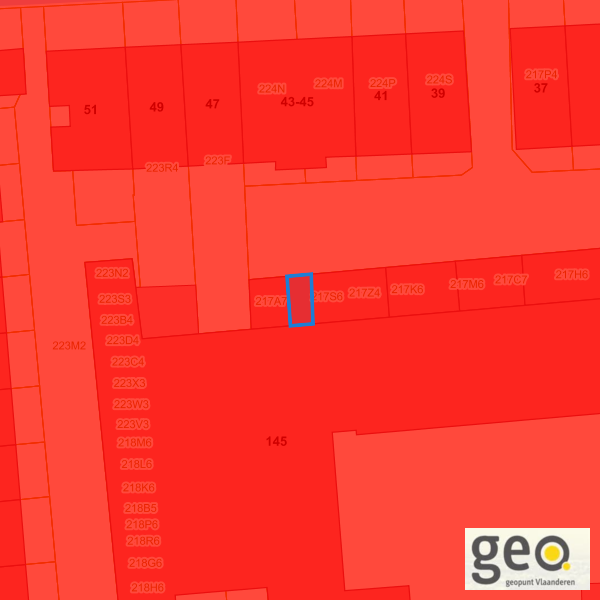 217P4
224N 224M 224P 224S 37
51 49 47 43-45 41 39
223R4 223F
223N2 217H6
223S3 217A7 217S6 217Z4 217K6 217M6 217C7
223B4
223M2 223D4
223C4
223X3
223W3
223V3
218M6 145
218L6
218K6
218B5
218P6
218R6
218G6
218H6
geo
geopunt Vlaanderen